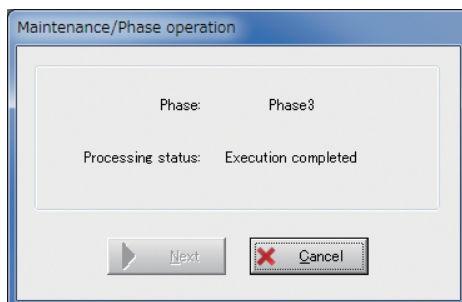 Maintenance/Phase operation
Phase: Phase3
Processing status: Execution completed
Next Cancel